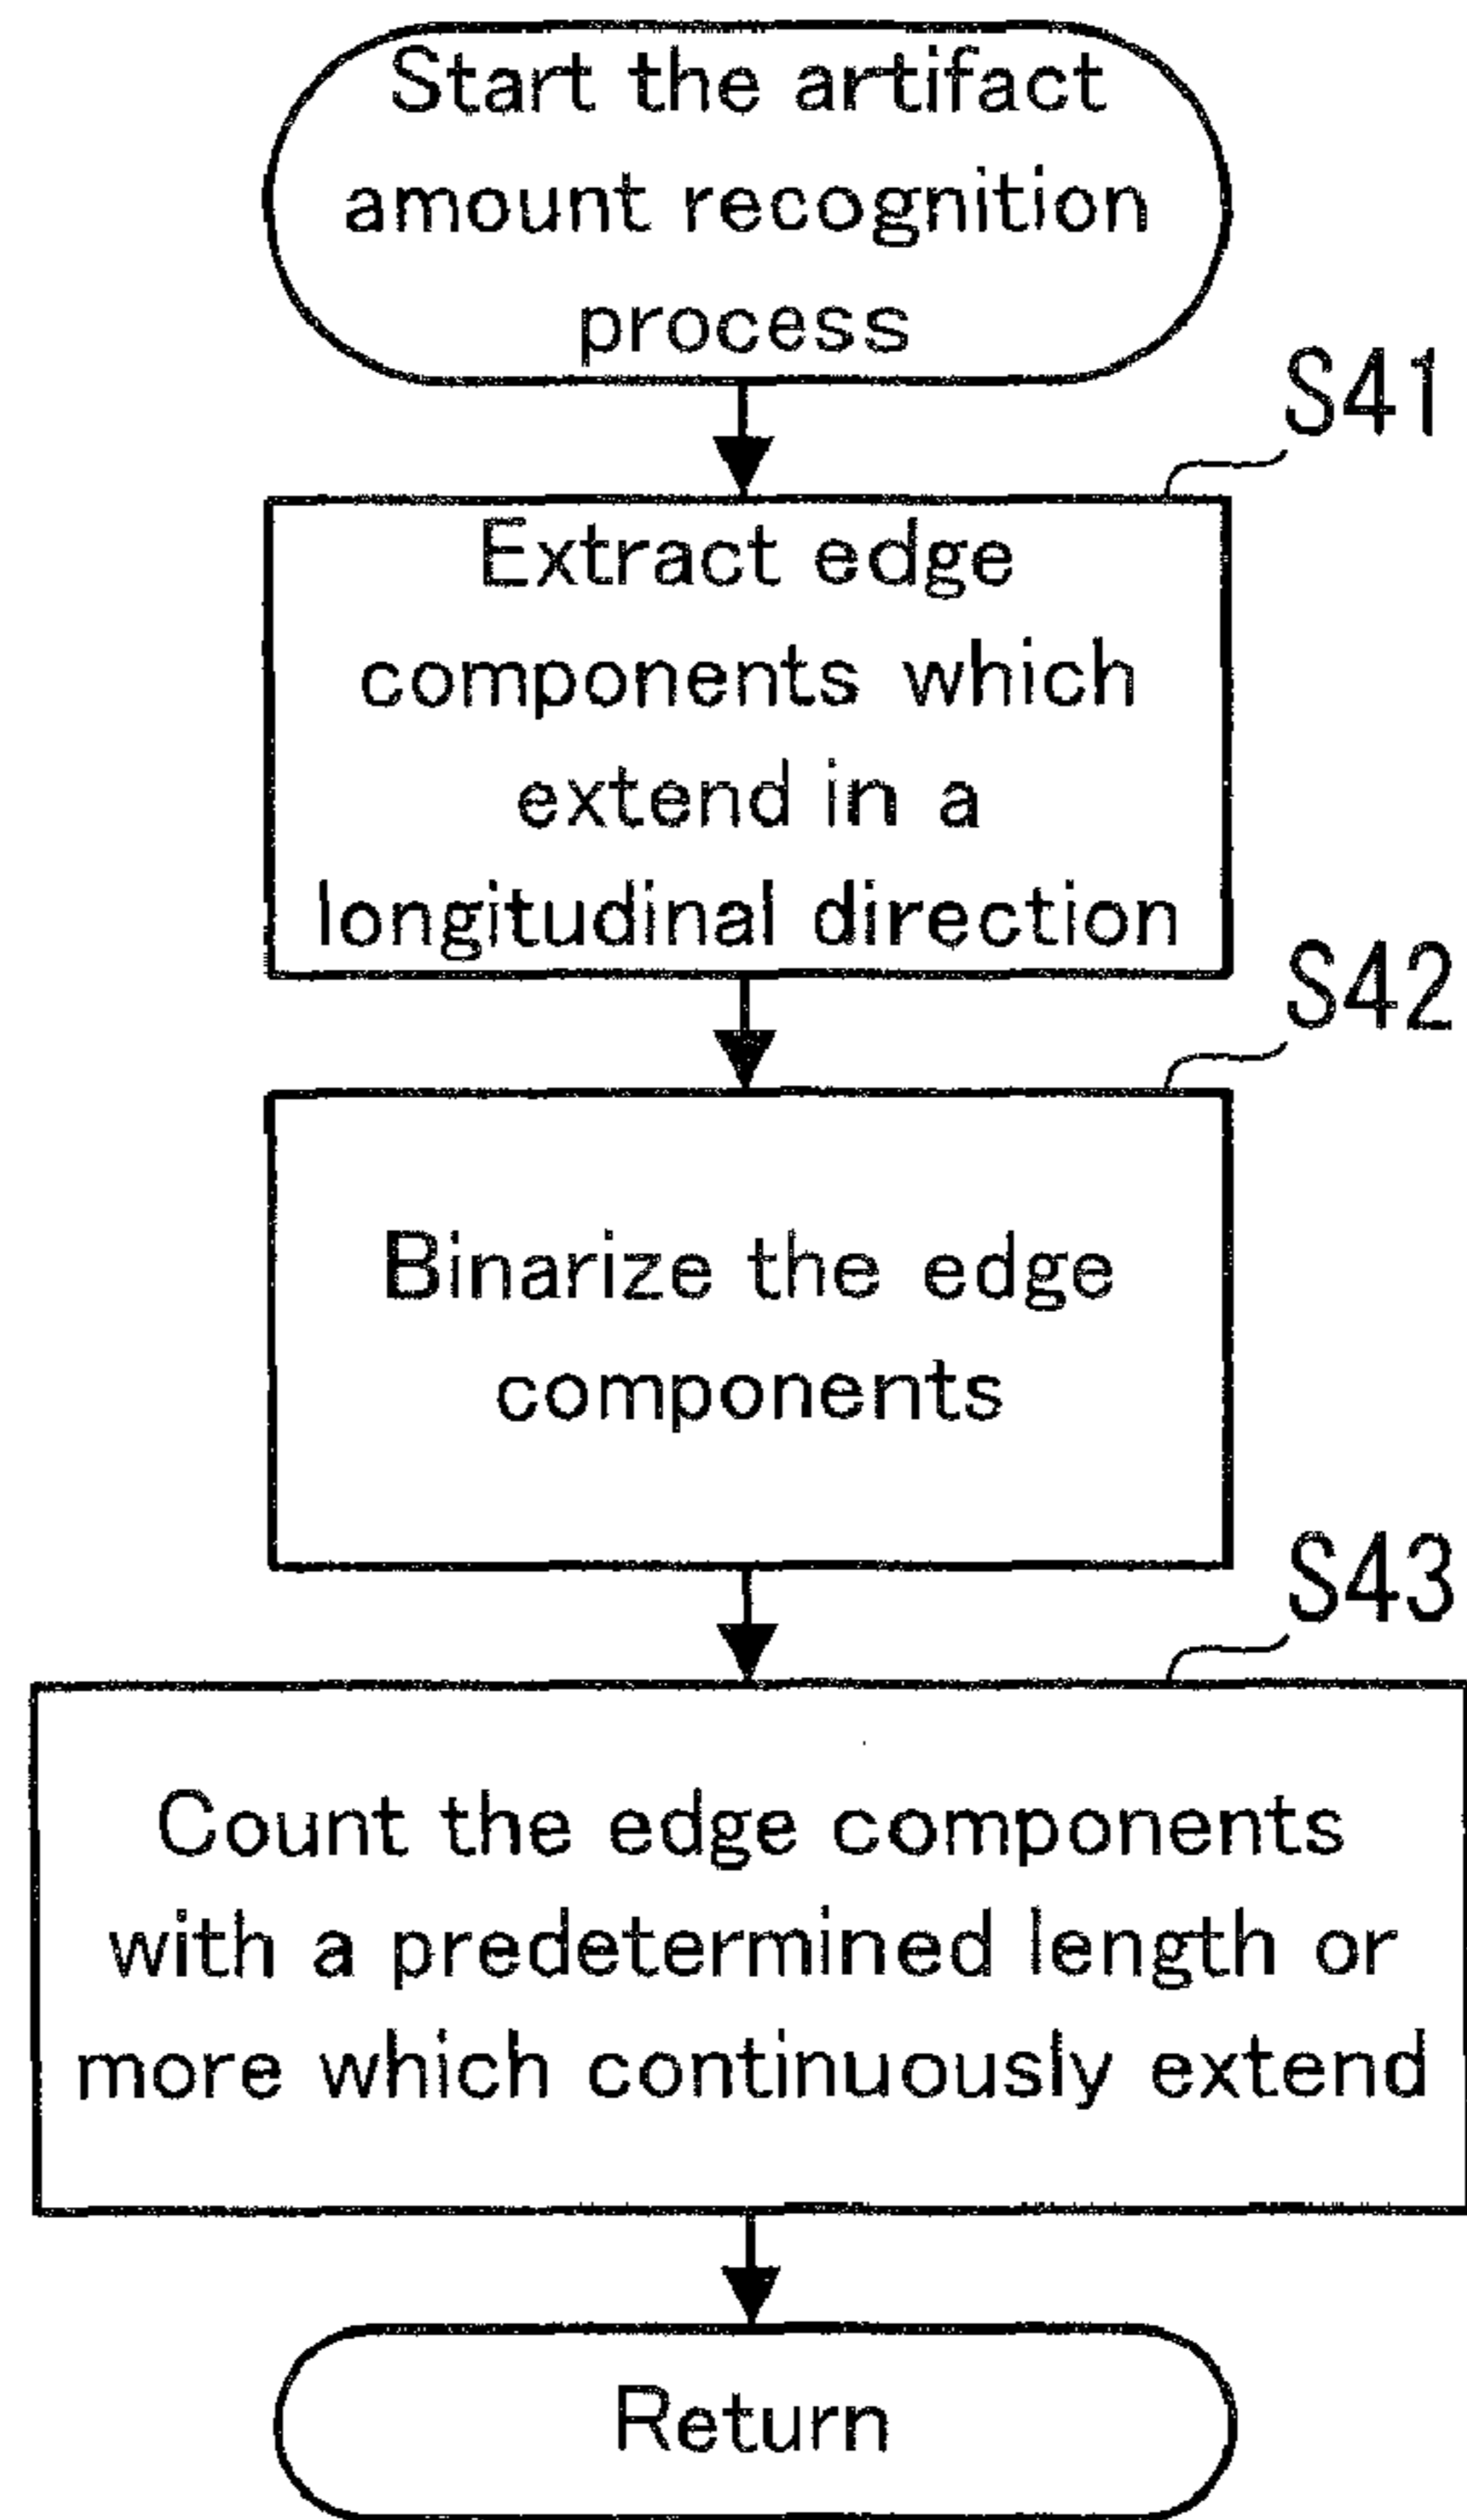 Start the artifact
amount recognition
process
S41
Extract edge
components which
extend in a
longitudinal direction
S42
Binarize the edge
components
S43
Count the edge components
with a predetermined length or
more which continuously extend
Return